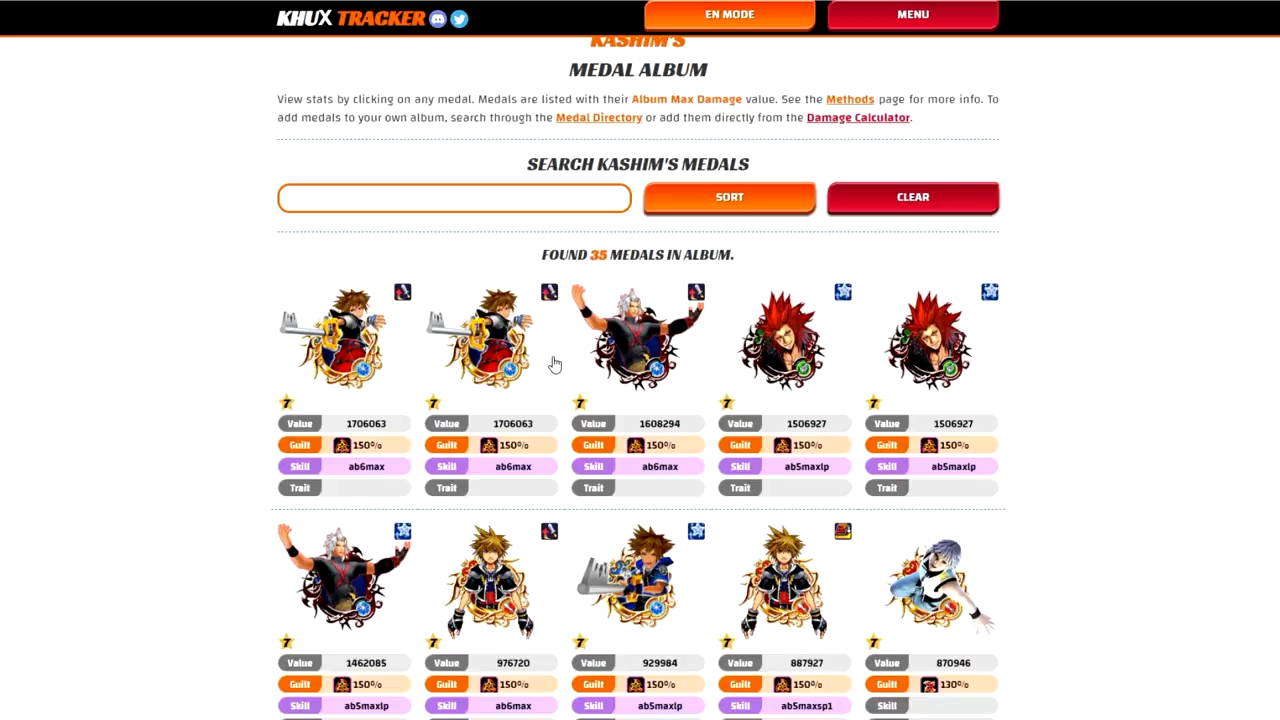 KHUX TRACKER
EN MODE
MENU
KASHIM'S
MEDAL ALBUM
View stats by clicking on any medal. Medals are listed with their Album Max Damage value. See the Methods page for more info. To
add medals to your own album, search through the Medal Directory or add them directly from the Damage Calculator.
SEARCH KASHIM'S MEDALS
SORT
CLEAR
FOUND 35 MEDALS IN ALBUM.
7 7 7 7 7
Value 1706063 Value 1706063 Value 1608294 Value 1506927 Value 1506927
Guilt 150% Guilt 150% Guilt 150% Guilt 150% Guilt 150%
Skill ab6max Skill ab6max Skill ab6max Skill ab5maxlp Skill ab5maxlp
Trait Trait Trait Trait Trait
7 7 7 7 7
Value 1462085 Value 976720 Value 929984 Value 887927 Value 870946
Guilt 150% Guilt 150% Guilt 150% Guilt 150% Guilt 130%
Skill ab5maxlp Skill ab6max Skill ab5maxlp Skill ab5maxsp1 Skill